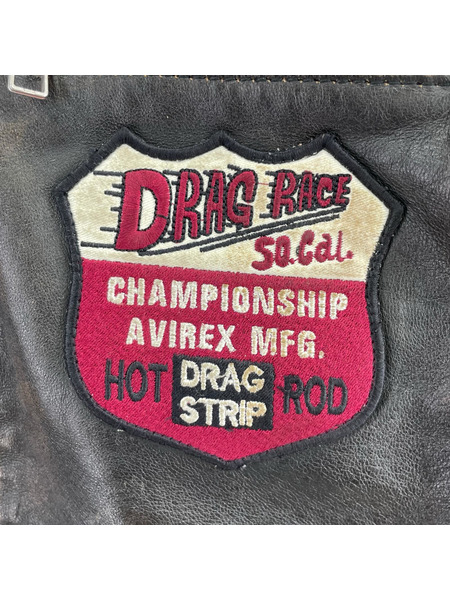 DRAG RACE
So.Cal.
CHAMPIONSHIP
AVIREX MFG.
HOT DRAG STRIP ROD